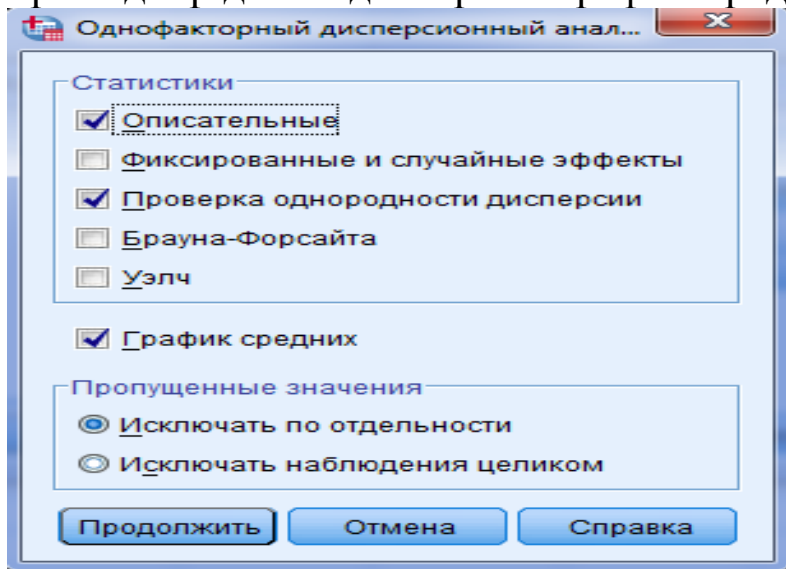 Однофакторный дисперсионный анал...
Статистики
Описательные
Фиксированные и случайные эффекты
Проверка однородности дисперсии
Брауна-Форсайта
Уэлч
График средних
Пропущенные значения
Исключать по отдельности
Исключать наблюдения целиком
Продолжить Отмена Справка